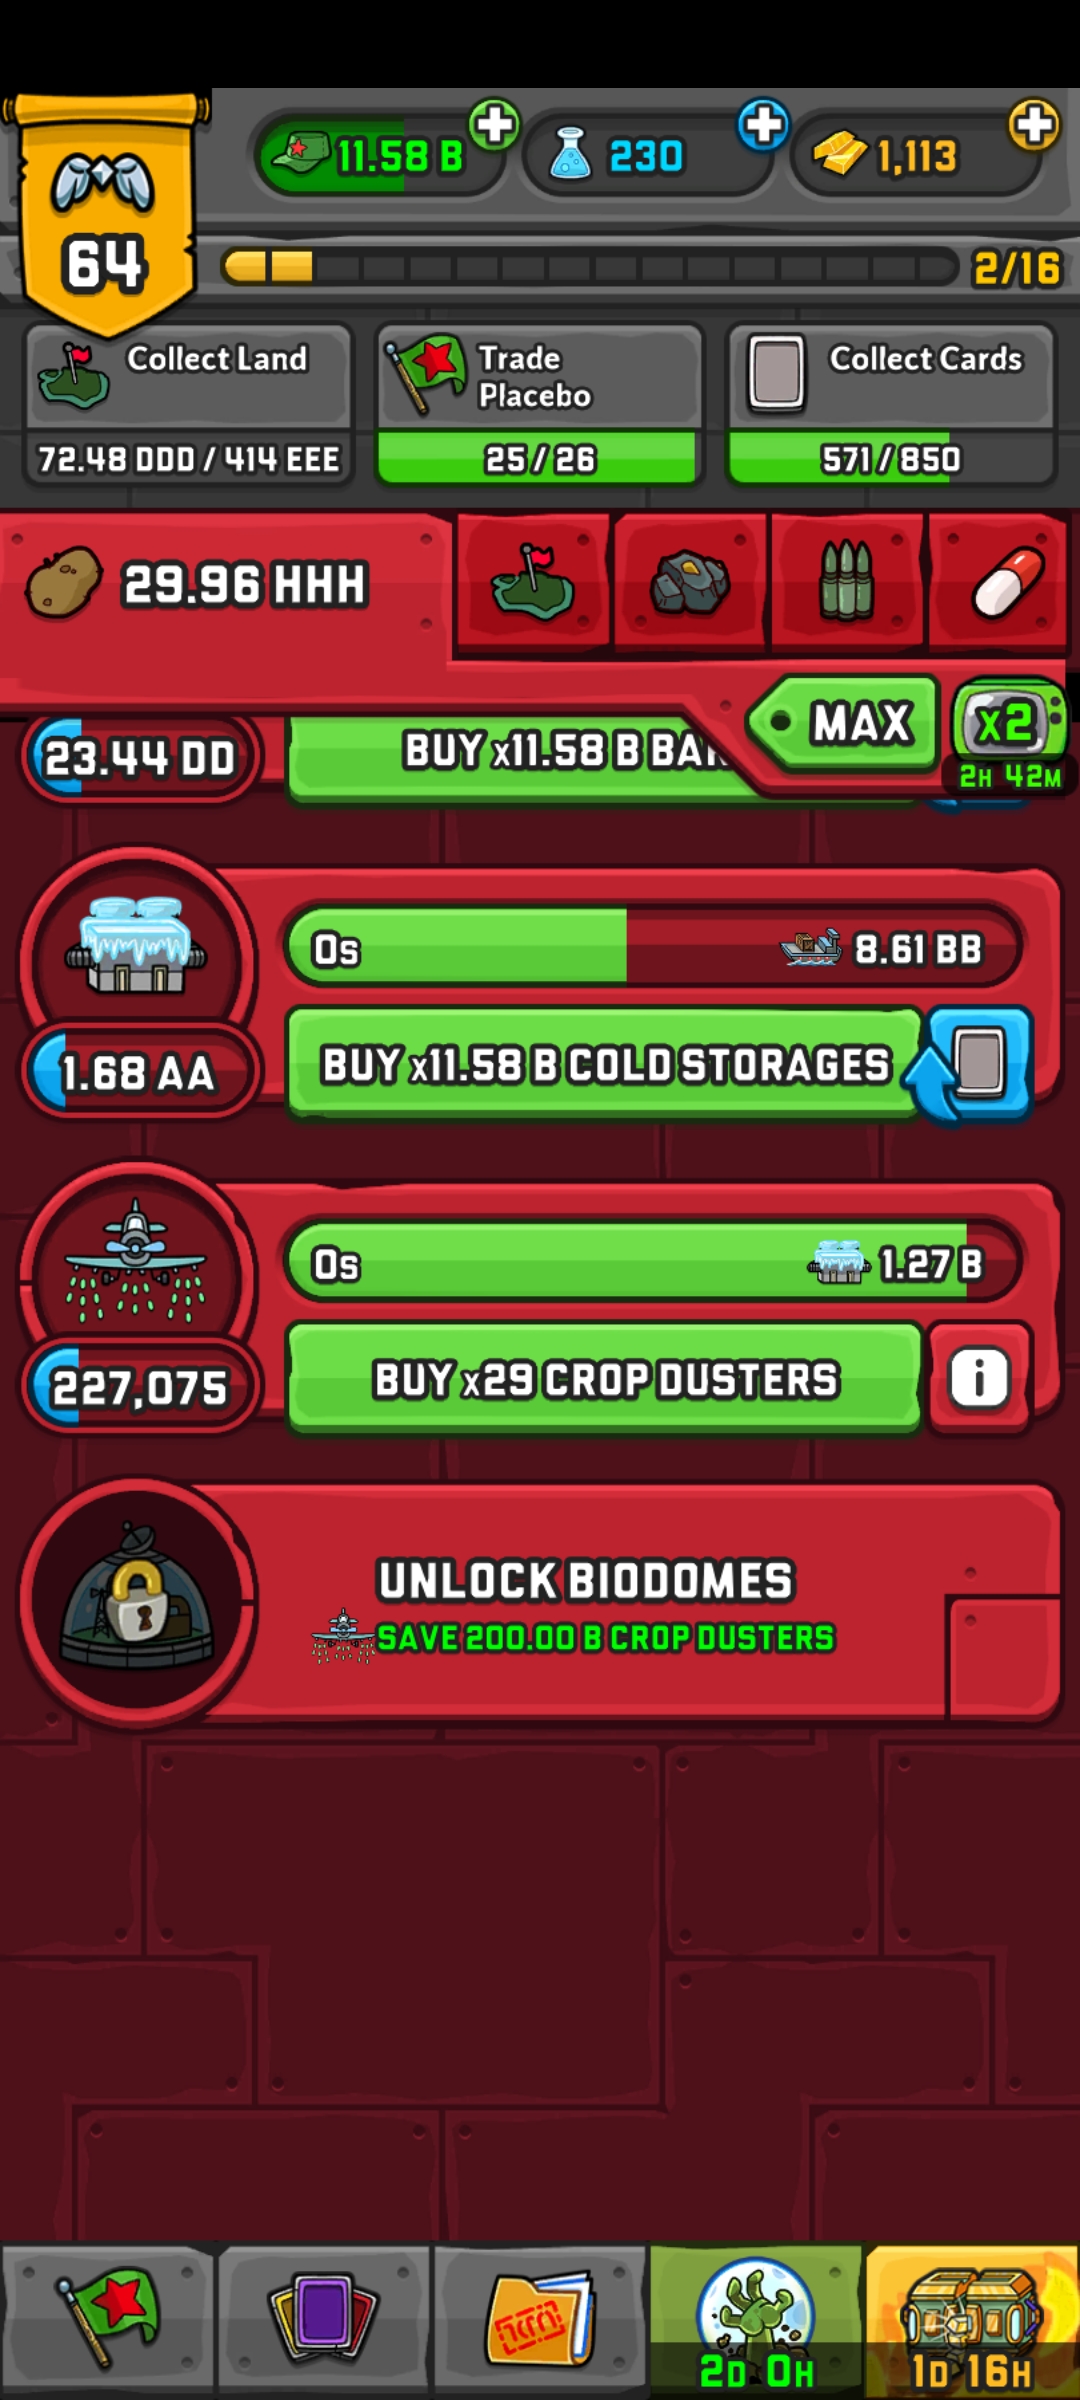 11.58 B
230
1,113
64
2/16
Collect Land
72.48 DDD / 414 EEE
Trade
Placebo
25 / 26
Collect Cards
571 / 850
29.96 HHH
MAX
x2
2H 42M
23.44 DD
BUY x11.58 B
0s
8.61 BB
1.68 AA
BUY x11.58 B COLD STORAGES
0s
1.27 B
227,075
BUY x29 CROP DUSTERS
i
UNLOCK BIODOMES
SAVE 200.00 B CROP DUSTERS
2D 0H
1D 16H